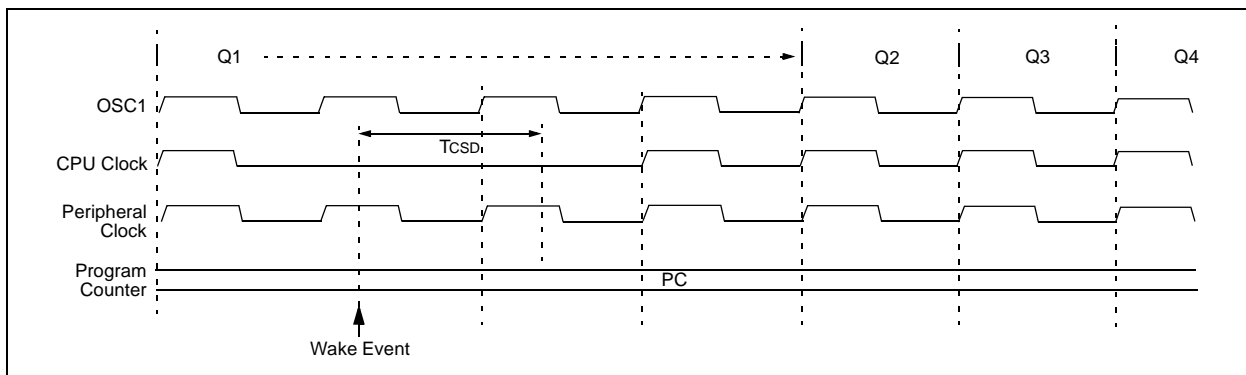 Q1
Q2
Q3
Q4
OSC1
TCSD
CPU Clock
Peripheral
Clock
Program
Counter
PC
Wake Event